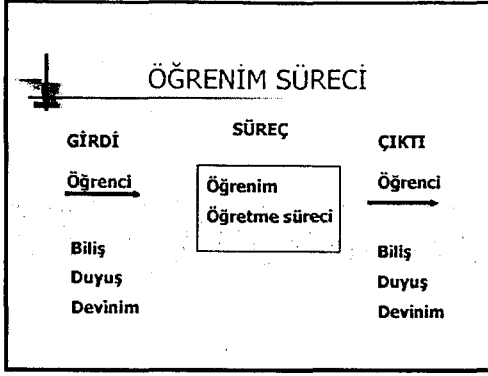 ÖĞRENİM SÜRECİ
GİRDİ
SÜREÇ
ÇIKTI
Öğrenci
Öğrenim
Öğretme süreci
Öğrenci
Biliş
Duyuş
Devinim
Biliş
Duyuş
Devinim